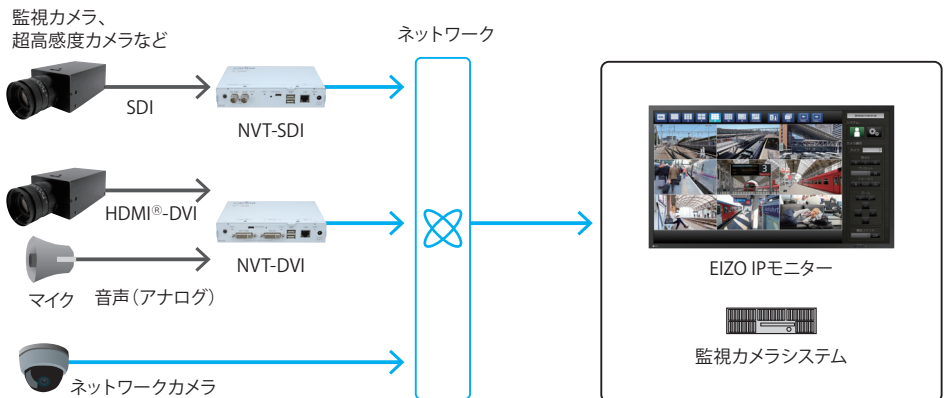 監視カメラ、
超高感度カメラなど
SDI
NVT-SDI
HDMI®-DVI
NVT-DVI
マイク
音声（アナログ）
ネットワークカメラ
ネットワーク
EIZO IPモニター
監視カメラシステム